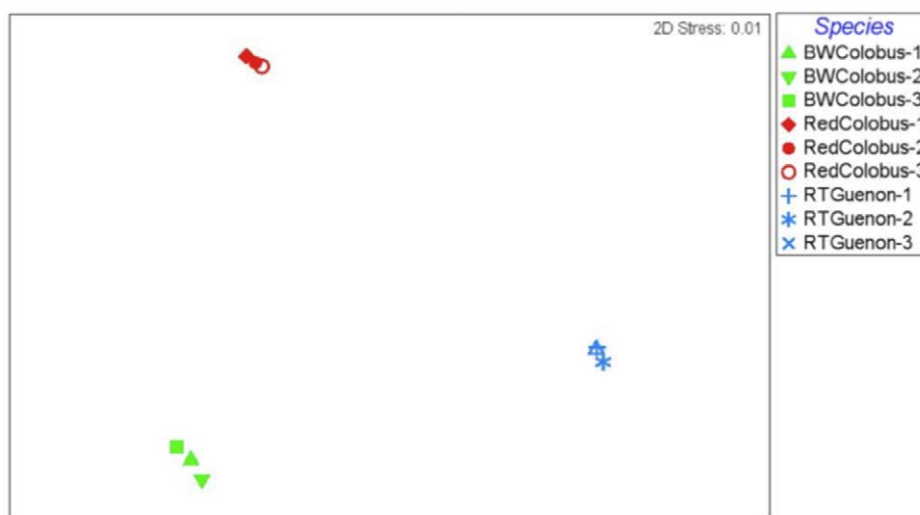 2D Stress: 0.01
Species
BWColobus-1
BWColobus-2
BWColobus-3
RedColobus-1
RedColobus-2
RedColobus-3
RTGuenon-1
RTGuenon-2
RTGuenon-3